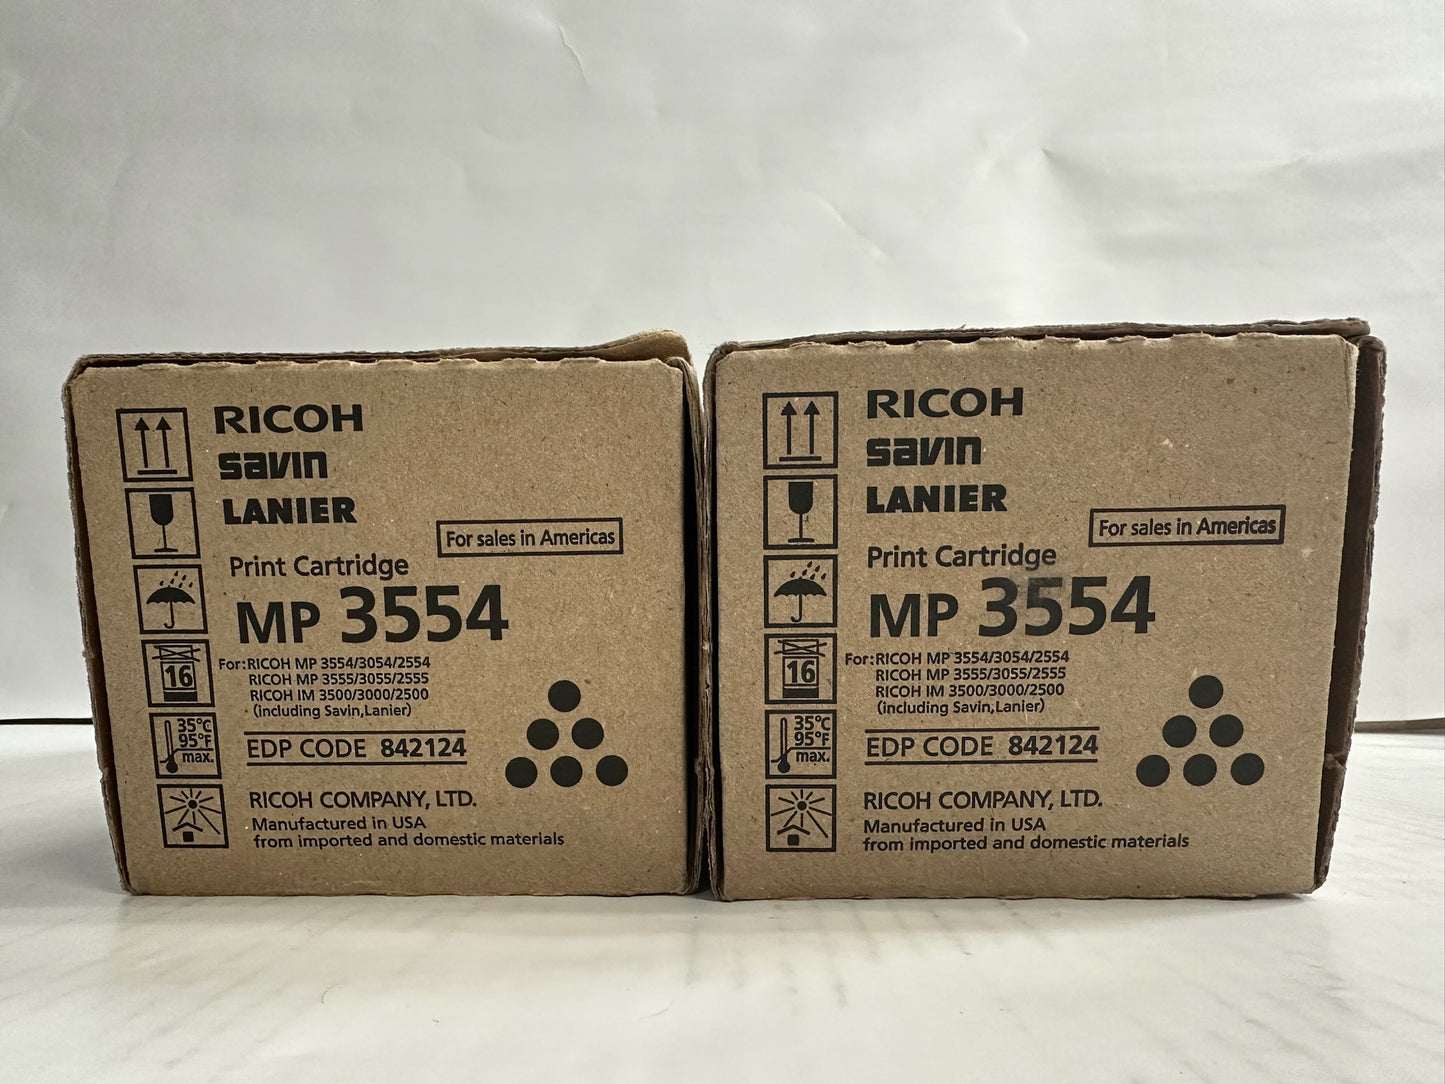 RICOH
savin
LANIER
For sales in Americas
Print Cartridge
MP 3554
For:RICOH MP 3554/3054/2554
RICOH MP 3555/3055/2555
RICOH IM 3500/3000/2500
(including Savin,Lanier)
EDP CODE 842124
RICOH COMPANY, LTD.
Manufactured in USA
from imported and domestic materials
16
35°C
95°F
max.
RICOH
savin
LANIER
For sales in Americas
Print Cartridge
MP 3554
For:RICOH MP 3554/3054/2554
RICOH MP 3555/3055/2555
RICOH IM 3500/3000/2500
(including Savin,Lanier)
EDP CODE 842124
RICOH COMPANY, LTD.
Manufactured in USA
from imported and domestic materials
16
35°C
95°F
max.